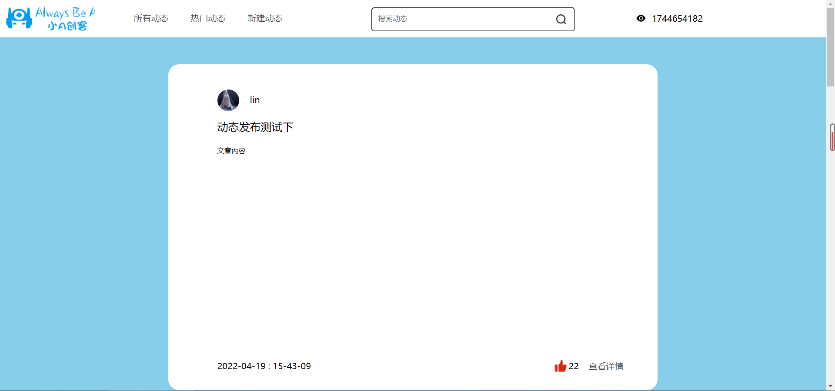 Always Be A
小A创客
所有动态 热门动态 新建动态
搜索动态
1744654182
lin
动态发布测试下
文章内容
2022-04-19 : 15-43-09
22 查看详情